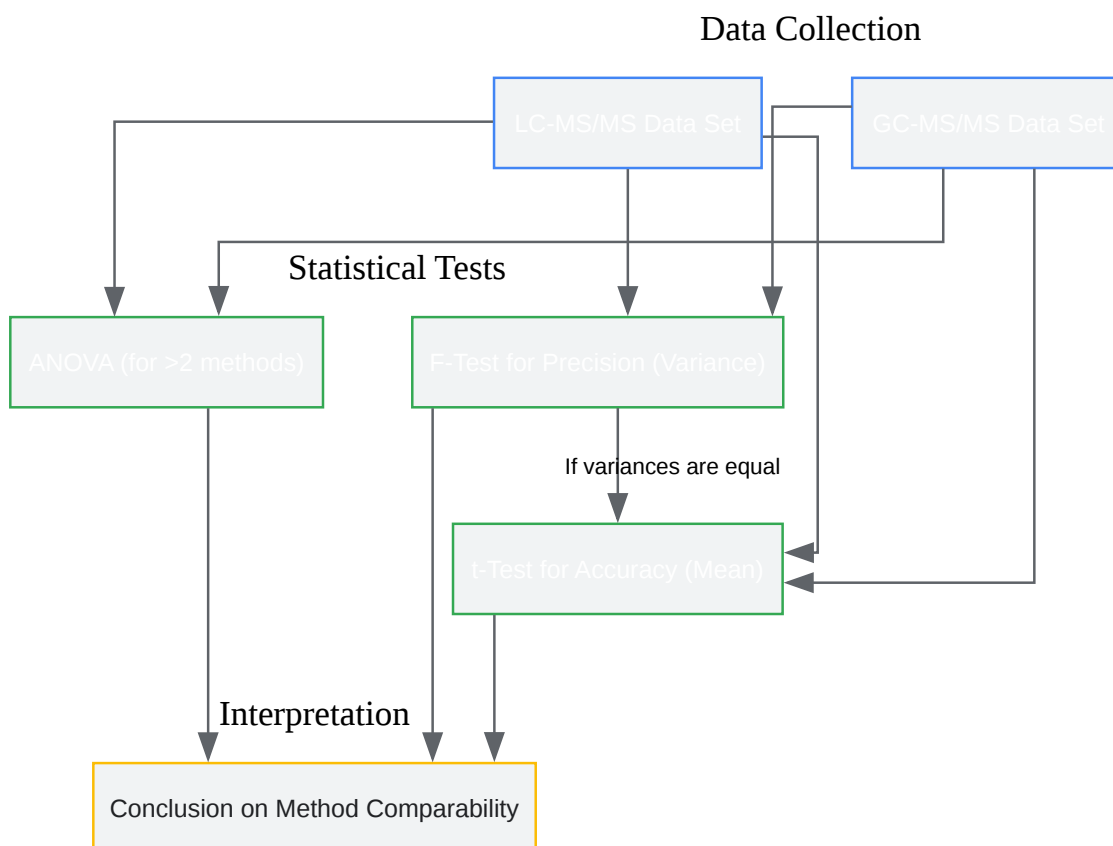 Data Collection
LC-MS/MS Data Set
GC-MS/MS Data Set
Statistical Tests
ANOVA (for >2 methods)
F-Test for Precision (Variance)
If variances are equal
t-Test for Accuracy (Mean)
Interpretation
Conclusion on Method Comparability